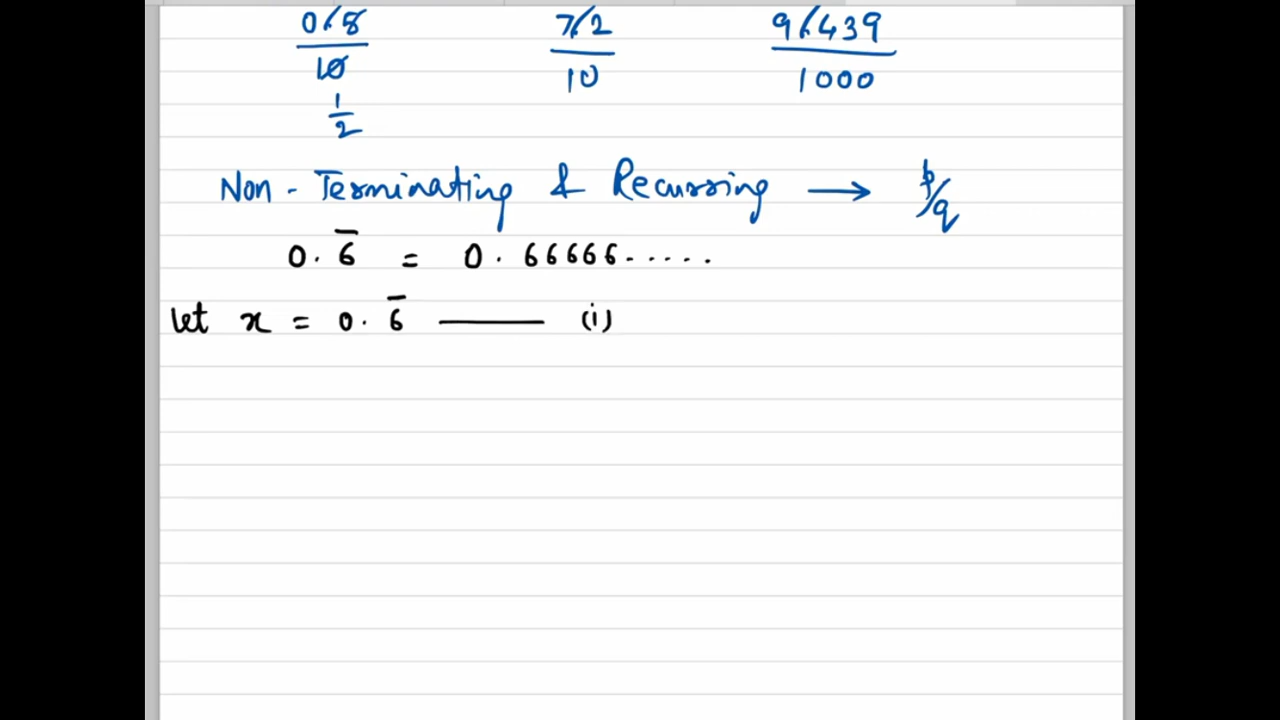 0.5 7.2 9.439
10 10 1000
1
2
Non - Terminating & Recurring → p/q
0.6̅ = 0.66666.....
let x = 0.6̅ ——— (i)